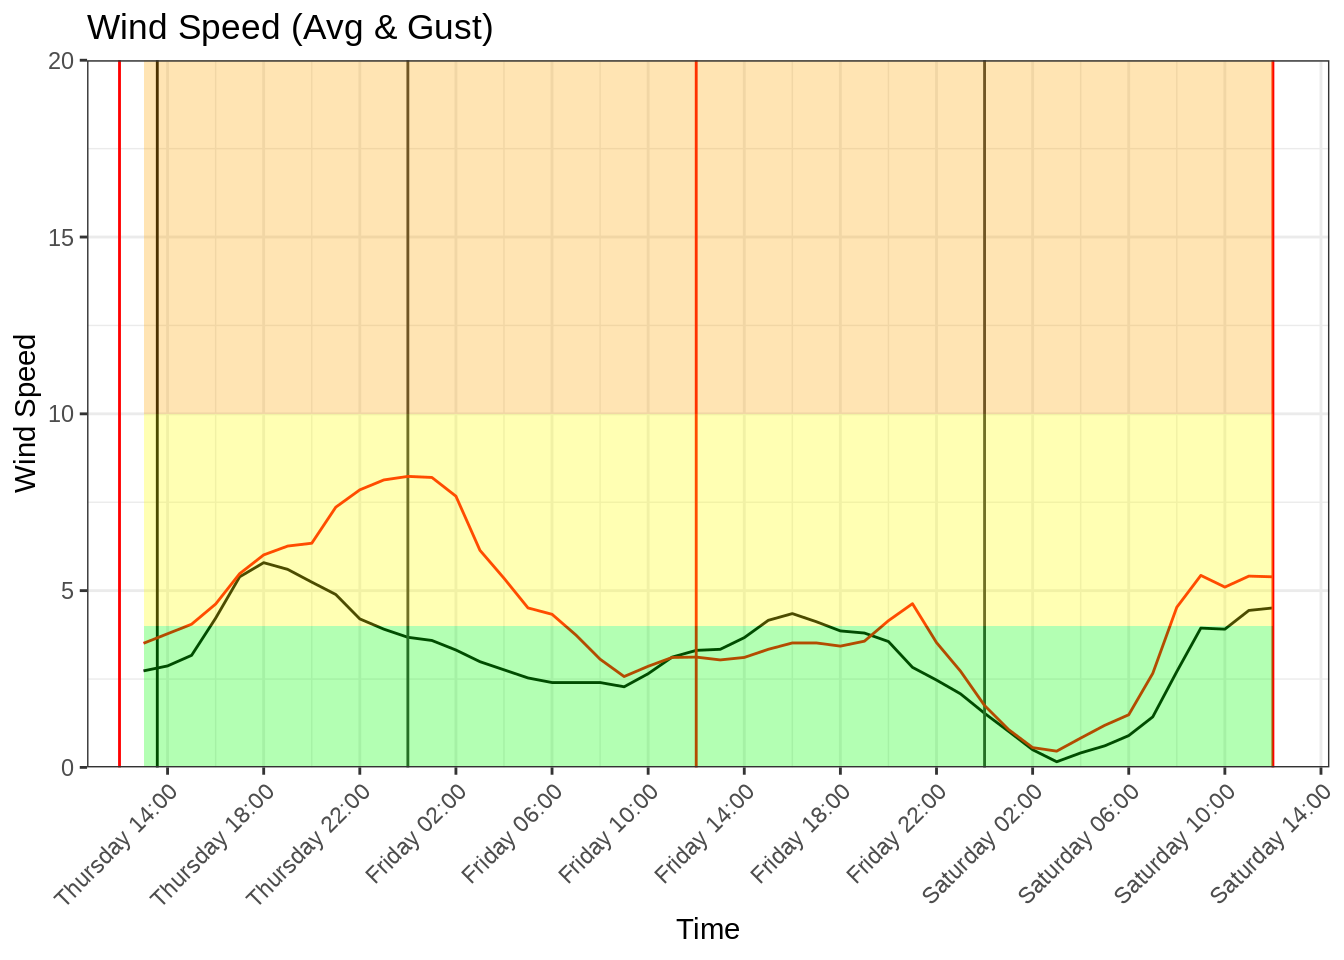 Wind Speed (Avg & Gust)
20
15
10
5
0
Wind Speed
Thursday 14:00
Thursday 18:00
Thursday 22:00
Friday 02:00
Friday 06:00
Friday 10:00
Friday 14:00
Friday 18:00
Friday 22:00
Saturday 02:00
Saturday 06:00
Saturday 10:00
Saturday 14:00
Time